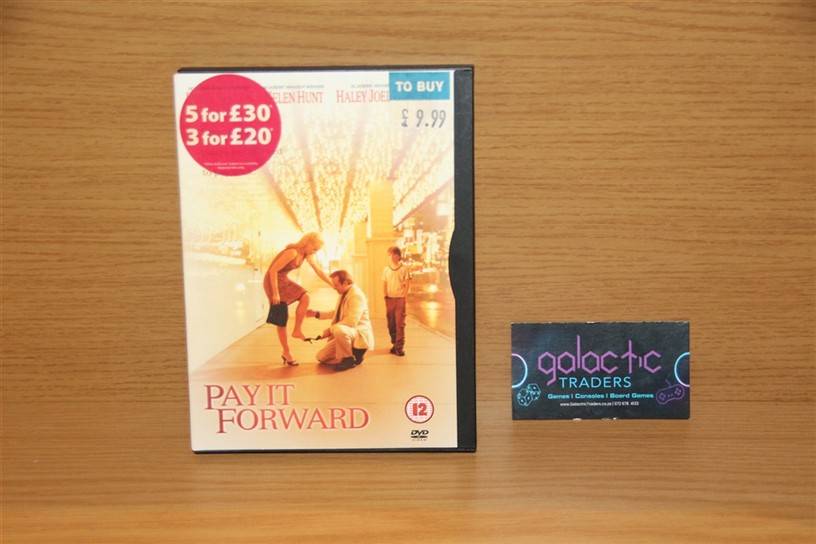 5 for £30
3 for £20*
HELEN HUNT
HALEY JOEL
TO BUY
£ 9.99
PAY IT
FORWARD
12
DVD
VIDEO
galactic
TRADERS
Games | Consoles | Board Games